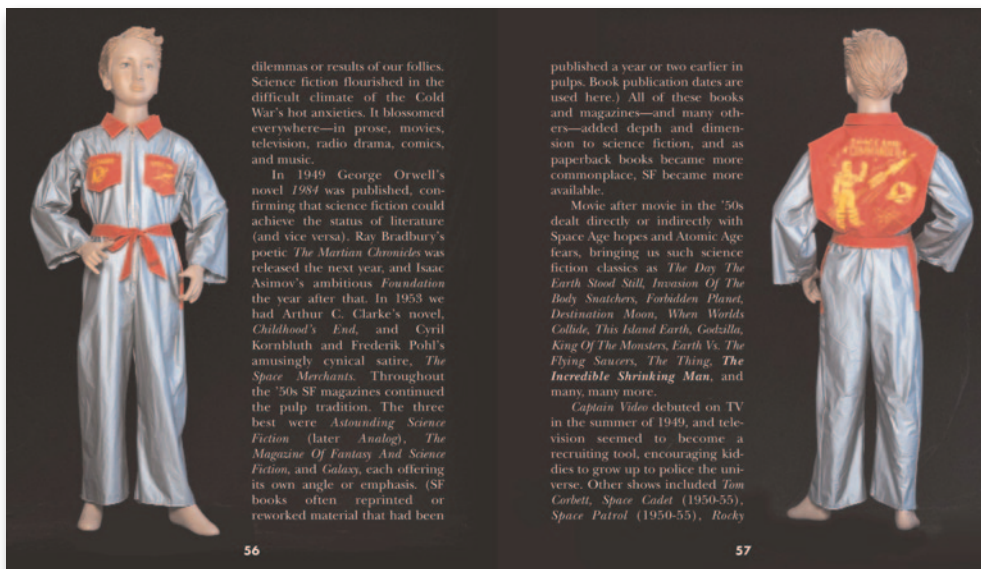 dilemmas or results of our follies.
Science fiction flourished in the
difficult climate of the Cold
War's hot anxieties. It blossomed
everywhere—in prose, movies,
television, radio drama, comics,
and music.
In 1949 George Orwell's
novel 1984 was published, con-
firming that science fiction could
achieve the status of literature
(and vice versa). Ray Bradbury's
poetic The Martian Chronicles was
released the next year, and Isaac
Asimov's ambitious Foundation
the year after that. In 1953 we
had Arthur C. Clarke's novel,
Childhood's End, and Cyril
Kornbluth and Frederik Pohl's
amusingly cynical satire, The
Space Merchants. Throughout
the '50s SF magazines continued
the pulp tradition. The three
best were Astounding Science
Fiction (later Analog), The
Magazine Of Fantasy And Science
Fiction, and Galaxy, each offering
its own angle or emphasis. (SF
books often reprinted or
reworked material that had been
56
published a year or two earlier in
pulps. Book publication dates are
used here.) All of these books
and magazines—and many oth-
ers—added depth and dimen-
sion to science fiction, and as
paperback books became more
commonplace, SF became more
available.
Movie after movie in the '50s
dealt directly or indirectly with
Space Age hopes and Atomic Age
fears, bringing us such science
fiction classics as The Day The
Earth Stood Still, Invasion Of The
Body Snatchers, Forbidden Planet,
Destination Moon, When Worlds
Collide, This Island Earth, Godzilla,
King Of The Monsters, Earth Vs. The
Flying Saucers, The Thing, The
Incredible Shrinking Man, and
many, many more.
Captain Video debuted on TV
in the summer of 1949, and tele-
vision seemed to become a
recruiting tool, encouraging kid-
dies to grow up to police the uni-
verse. Other shows included Tom
Corbett, Space Cadet (1950-55),
Space Patrol (1950-55), Rocky
57
COMMANDER